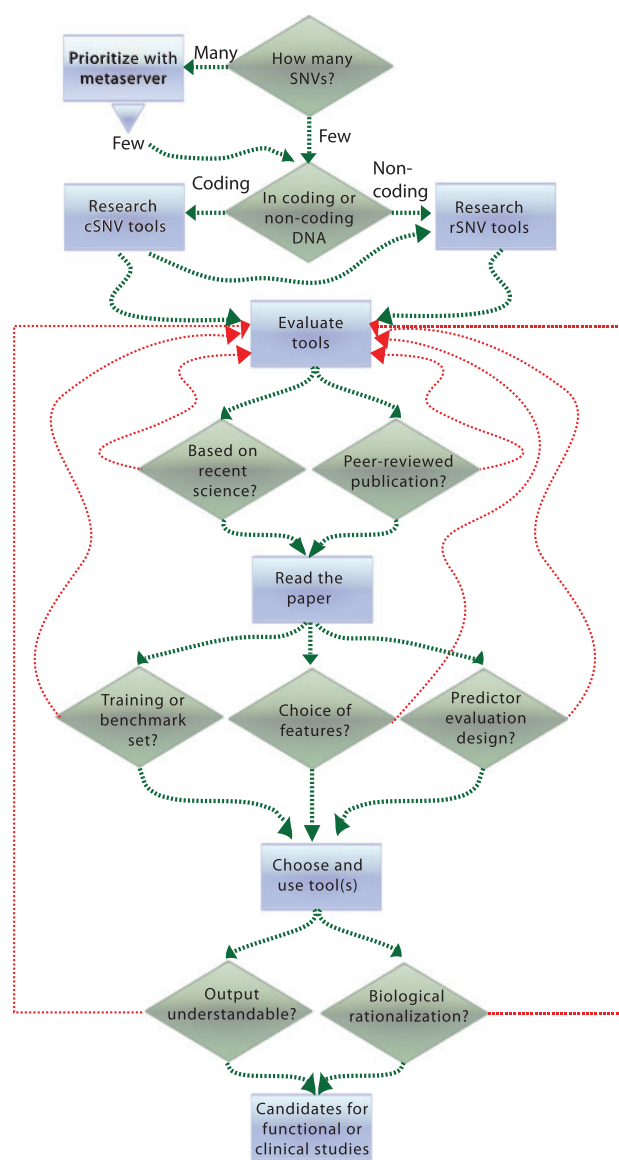 Prioritize with
metaserver
Many
How many
SNVs?
Few
Few
Coding
Non-
coding
Research
cSNV tools
In coding or
non-coding
DNA
Research
rSNV tools
Evaluate
tools
Based on
recent
science?
Peer-reviewed
publication?
Read the
paper
Training or
benchmark
set?
Choice of
features?
Predictor
evaluation
design?
Choose and
use tool(s)
Output
understandable?
Biological
rationalization?
Candidates for
functional or
clinical studies